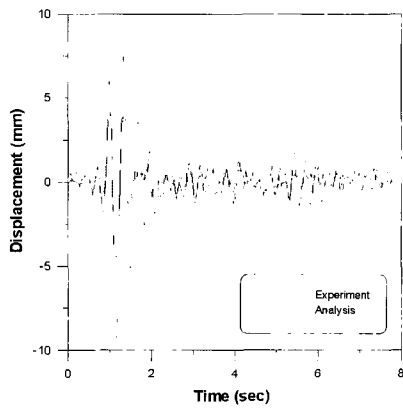 10
5
0
-5
-10
Displacement (mm)
Experiment
Analysis
0 2 4 6 8
Time (sec)